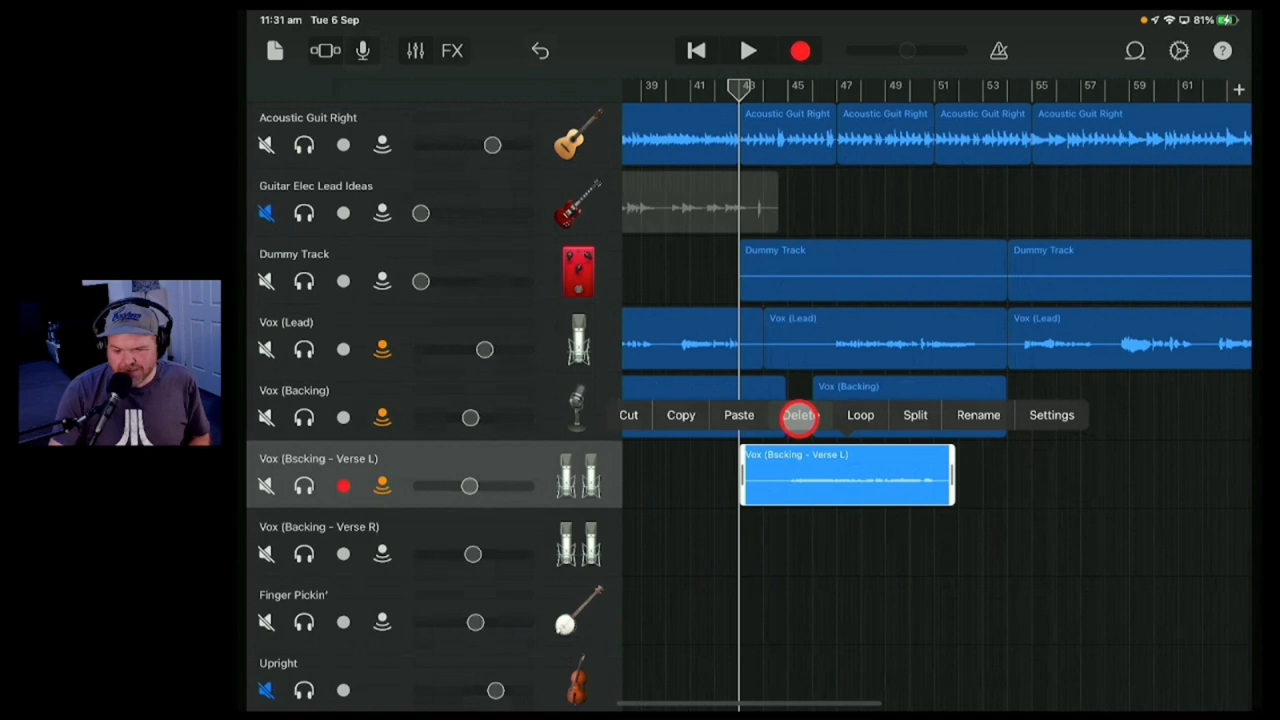 11:31 am Tue 6 Sep
81%
FX
39 41 43 45 47 49 51 53 55 57 59 61
Acoustic Guit Right
Acoustic Guit Right Acoustic Guit Right Acoustic Guit Right Acoustic Guit Right
Guitar Elec Lead Ideas
Dummy Track
Dummy Track Dummy Track
Vox (Lead)
Vox (Lead) Vox (Lead)
Vox (Backing)
Vox (Backing)
Cut Copy Paste Delete Loop Split Rename Settings
Vox (Bscking - Verse L)
Vox (Bscking - Verse L)
Vox (Backing - Verse R)
Finger Pickin'
Upright